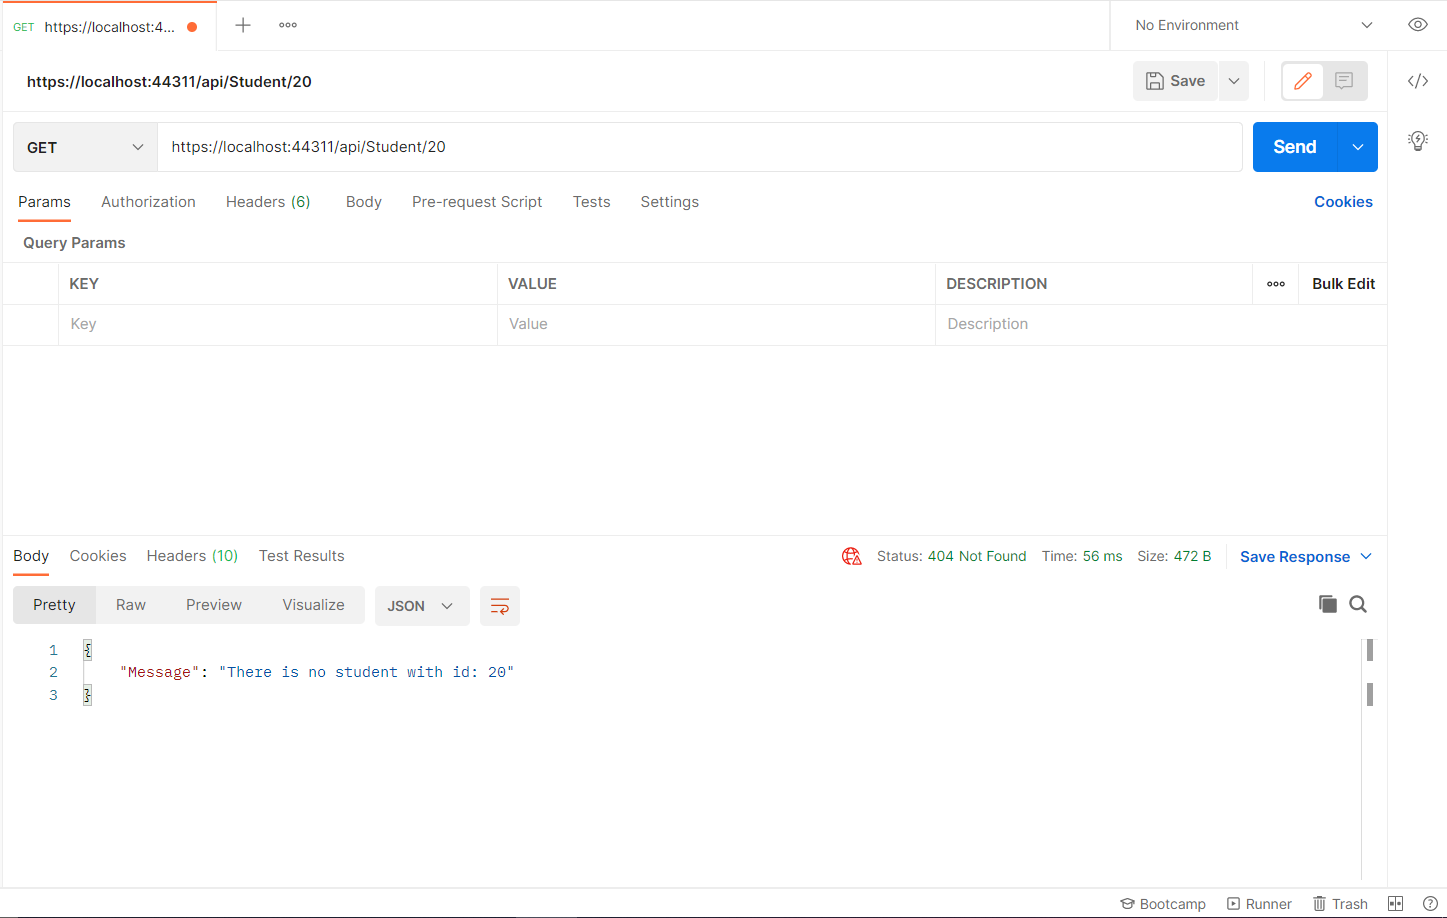 GET https://localhost:4...
No Environment
https://localhost:44311/api/Student/20
Save
GET
https://localhost:44311/api/Student/20
Send
Params Authorization Headers (6) Body Pre-request Script Tests Settings Cookies
Query Params
KEY VALUE DESCRIPTION Bulk Edit
Key Value Description
Body Cookies Headers (10) Test Results Status: 404 Not Found Time: 56 ms Size: 472 B Save Response
Pretty Raw Preview Visualize JSON
1 {
2 "Message": "There is no student with id: 20"
3 }
Bootcamp Runner Trash